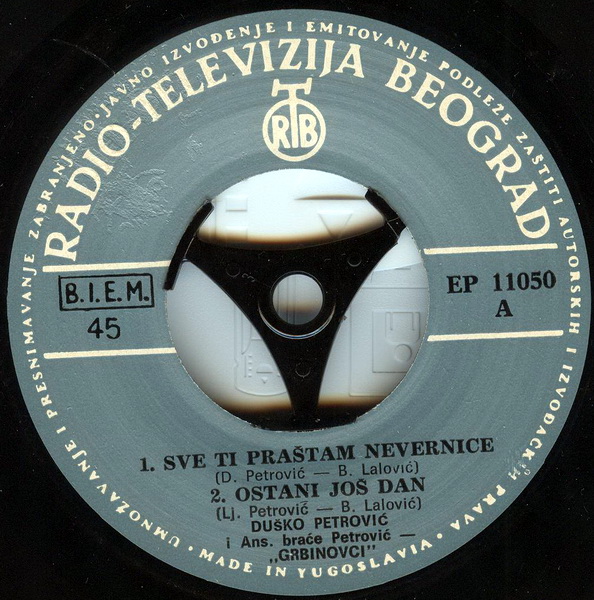 UMNOŽAVANJE I PRESNIMAVANJE ZABRANJENO • JAVNO IZVOĐENJE I EMITOVANJE PODLEŽE ZAŠTITI AUTORSKIH I IZVOĐAČKIH PRAVA • MADE IN YUGOSLAVIA •
RADIO-TELEVIZIJA BEOGRAD
RTB
B.I.E.M.
45
EP 11050
A
1. SVE TI PRAŠTAM NEVERNICE
(D. Petrović — B. Lalović)
2. OSTANI JOŠ DAN
(Lj. Petrović — B. Lalović)
DUŠKO PETROVIĆ
i Ans. braće Petrović —
„GRBINOVCI"